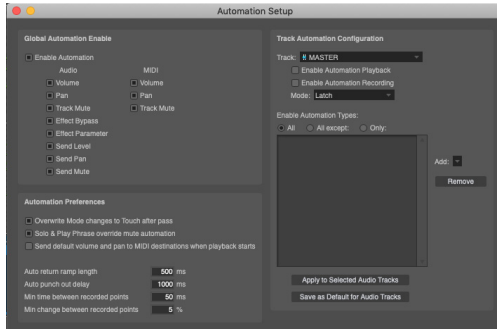 Automation Setup
Global Automation Enable
Enable Automation
Audio MIDI
Volume Volume
Pan Pan
Track Mute Track Mute
Effect Bypass
Effect Parameter
Send Level
Send Pan
Send Mute
Automation Preferences
Overwrite Mode changes to Touch after pass
Solo & Play Phrase override mute automation
Send default volume and pan to MIDI destinations when playback starts
Auto return ramp length 500 ms
Auto punch out delay 1000 ms
Min time between recorded points 50 ms
Min change between recorded points 5 %
Track Automation Configuration
Track: MASTER
Enable Automation Playback
Enable Automation Recording
Mode: Latch
Enable Automation Types:
All All except: Only:
Add:
Remove
Apply to Selected Audio Tracks
Save as Default for Audio Tracks